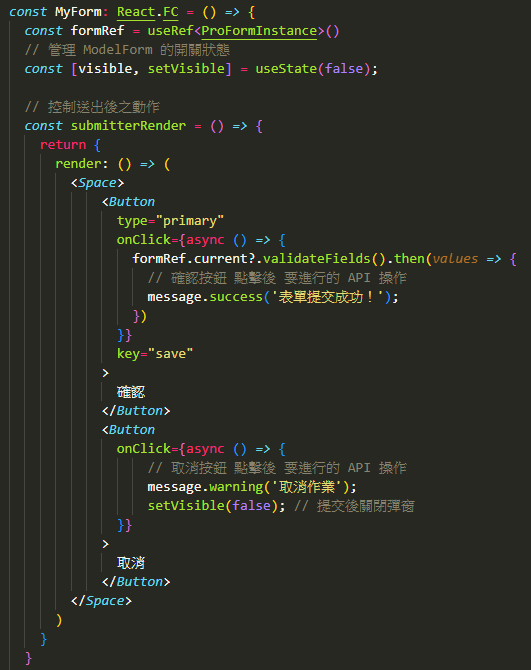 const MyForm: React.FC = () => {
  const formRef = useRef<ProFormInstance>()
  // 管理 ModelForm 的開關狀態
  const [visible, setVisible] = useState(false);

  // 控制送出後之動作
  const submitterRender = () => {
    return {
      render: () => (
        <Space>
            <Button
              type="primary"
              onClick={async () => {
                formRef.current?.validateFields().then(values => {
                  // 確認按鈕 點擊後 要進行的 API 操作
                  message.success('表單提交成功！');
                })
              }}
              key="save"
            >
              確認
            </Button>
            <Button
              onClick={async () => {
                  // 取消按鈕 點擊後 要進行的 API 操作
                  message.warning('取消作業');
                  setVisible(false); // 提交後關閉彈窗
              }}
            >
              取消
            </Button>
        </Space>
      )
    }
  }